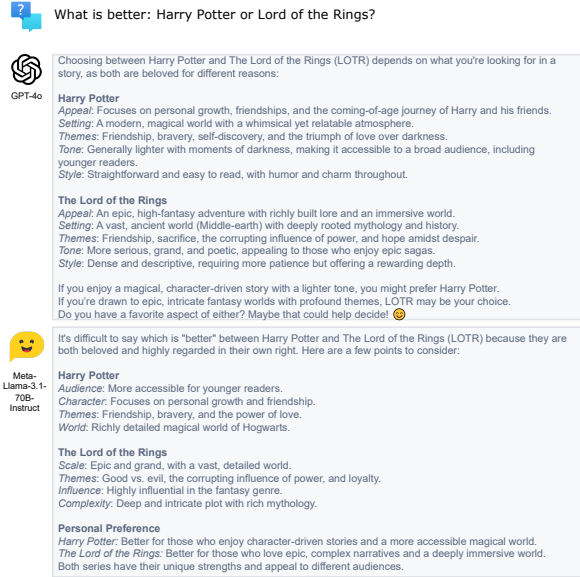 ?
What is better: Harry Potter or Lord of the Rings?
GPT-4o
Choosing between Harry Potter and The Lord of the Rings (LOTR) depends on what you're looking for in a
story, as both are beloved for different reasons:
Harry Potter
Appeal: Focuses on personal growth, friendships, and the coming-of-age journey of Harry and his friends.
Setting: A modern, magical world with a whimsical yet relatable atmosphere.
Themes: Friendship, bravery, self-discovery, and the triumph of love over darkness.
Tone: Generally lighter with moments of darkness, making it accessible to a broad audience, including
younger readers.
Style: Straightforward and easy to read, with humor and charm throughout.
The Lord of the Rings
Appeal: An epic, high-fantasy adventure with richly built lore and an immersive world.
Setting: A vast, ancient world (Middle-earth) with deeply rooted mythology and history.
Themes: Friendship, sacrifice, the corrupting influence of power, and hope amidst despair.
Tone: More serious, grand, and poetic, appealing to those who enjoy epic sagas.
Style: Dense and descriptive, requiring more patience but offering a rewarding depth.
If you enjoy a magical, character-driven story with a lighter tone, you might prefer Harry Potter.
If you're drawn to epic, intricate fantasy worlds with profound themes, LOTR may be your choice.
Do you have a favorite aspect of either? Maybe that could help decide! 😊
Meta-
Llama-3.1-
70B-
Instruct
It's difficult to say which is "better" between Harry Potter and The Lord of the Rings (LOTR) because they are
both beloved and highly regarded in their own right. Here are a few points to consider:
Harry Potter
Audience: More accessible for younger readers.
Character: Focuses on personal growth and friendship.
Themes: Friendship, bravery, and the power of love.
World: Richly detailed magical world of Hogwarts.
The Lord of the Rings
Scale: Epic and grand, with a vast, detailed world.
Themes: Good vs. evil, the corrupting influence of power, and loyalty.
Influence: Highly influential in the fantasy genre.
Complexity: Deep and intricate plot with rich mythology.
Personal Preference
Harry Potter: Better for those who enjoy character-driven stories and a more accessible magical world.
The Lord of the Rings: Better for those who love epic, complex narratives and a deeply immersive world.
Both series have their unique strengths and appeal to different audiences.